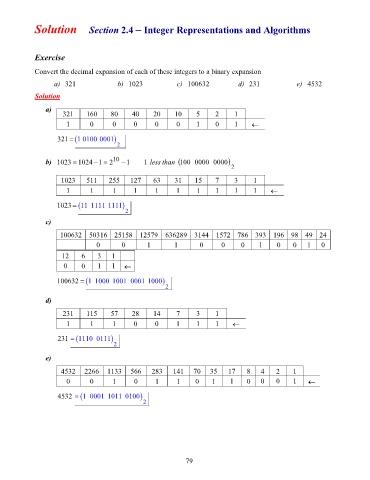 Solution Section 2.4 – Integer Representations and Algorithms
Exercise
Convert the decimal expansion of each of these integers to a binary expansion
a) 321 b) 1023 c) 100632 d) 231 e) 4532
Solution
a)
321 160 80 40 20 10 5 2 1
1 0 0 0 0 0 1 0 1 ←
321 = (1 0100 0001)₂
b) 1023 = 1024 − 1 = 2¹⁰ − 1 1 less than (100 0000 0000)₂
1023 511 255 127 63 31 15 7 3 1
1 1 1 1 1 1 1 1 1 1 ←
1023 = (11 1111 1111)₂
c)
100632 50316 25158 12579 636289 3144 1572 786 393 196 98 49 24
0 0 1 1 0 0 0 1 0 0 1 0
12 6 3 1
0 0 1 1 ←
100632 = (1 1000 1001 0001 1000)₂
d)
231 115 57 28 14 7 3 1
1 1 1 0 0 1 1 1 ←
231 = (1110 0111)₂
e)
4532 2266 1133 566 283 141 70 35 17 8 4 2 1
0 0 1 0 1 1 0 1 1 0 0 0 1 ←
4532 = (1 0001 1011 0100)₂
79